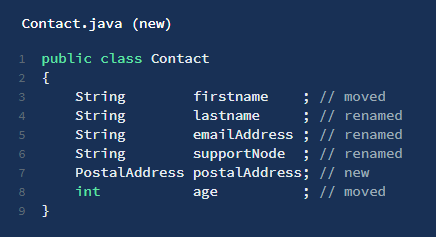 Contact.java (new)
1 public class Contact
2 {
3     String        firstname    ; // moved
4     String        lastname     ; // renamed
5     String        emailAddress ; // renamed
6     String        supportNode  ; // renamed
7     PostalAddress postalAddress; // new
8     int           age          ; // moved
9 }